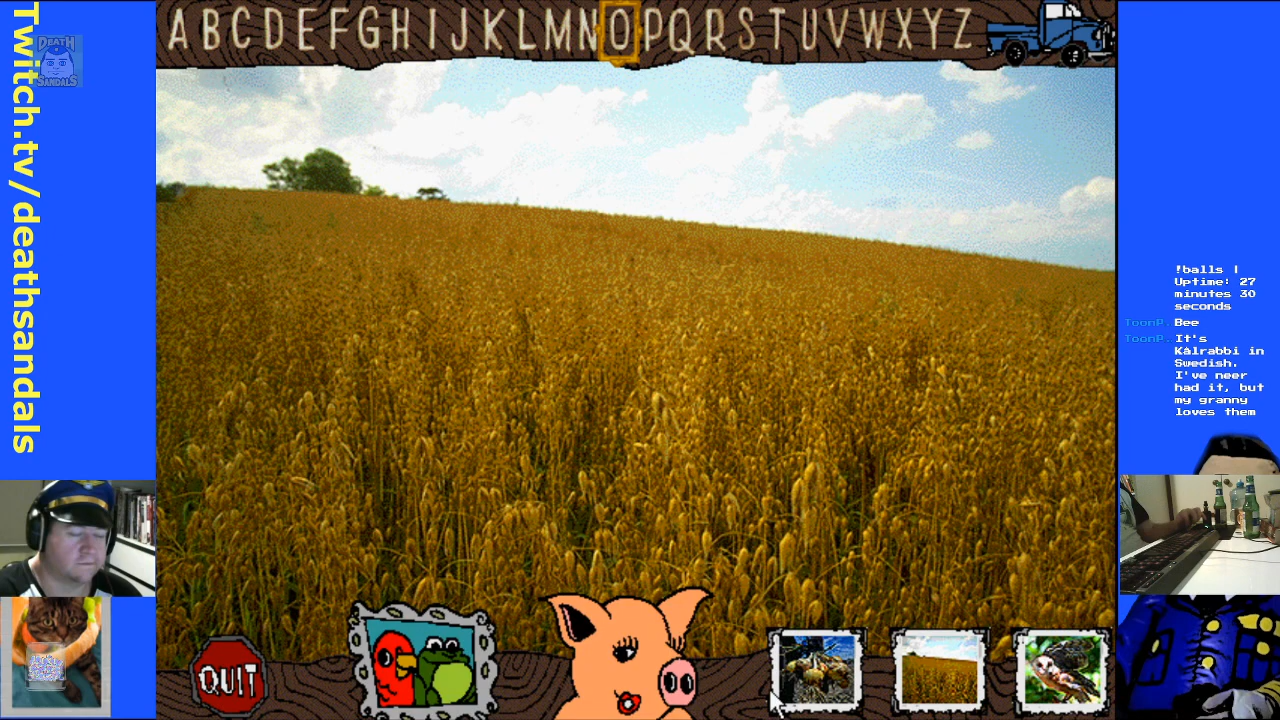 Twitch.tv/deathsandals
DEATH
SANDALS
A B C D E F G H I J K L M N O P Q R S T U V W X Y Z
!balls |
Uptime: 27
minutes 30
seconds
ToonP. Bee
ToonP. It's
Kålrabbi in
Swedish.
I've neer
had it, but
my granny
loves them
QUIT